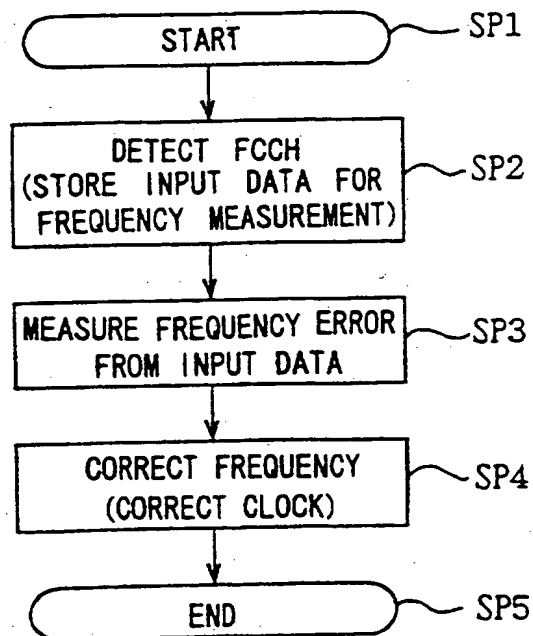 START
SP1
DETECT FCCH
(STORE INPUT DATA FOR
FREQUENCY MEASUREMENT)
SP2
MEASURE FREQUENCY ERROR
FROM INPUT DATA
SP3
CORRECT FREQUENCY
(CORRECT CLOCK)
SP4
END
SP5